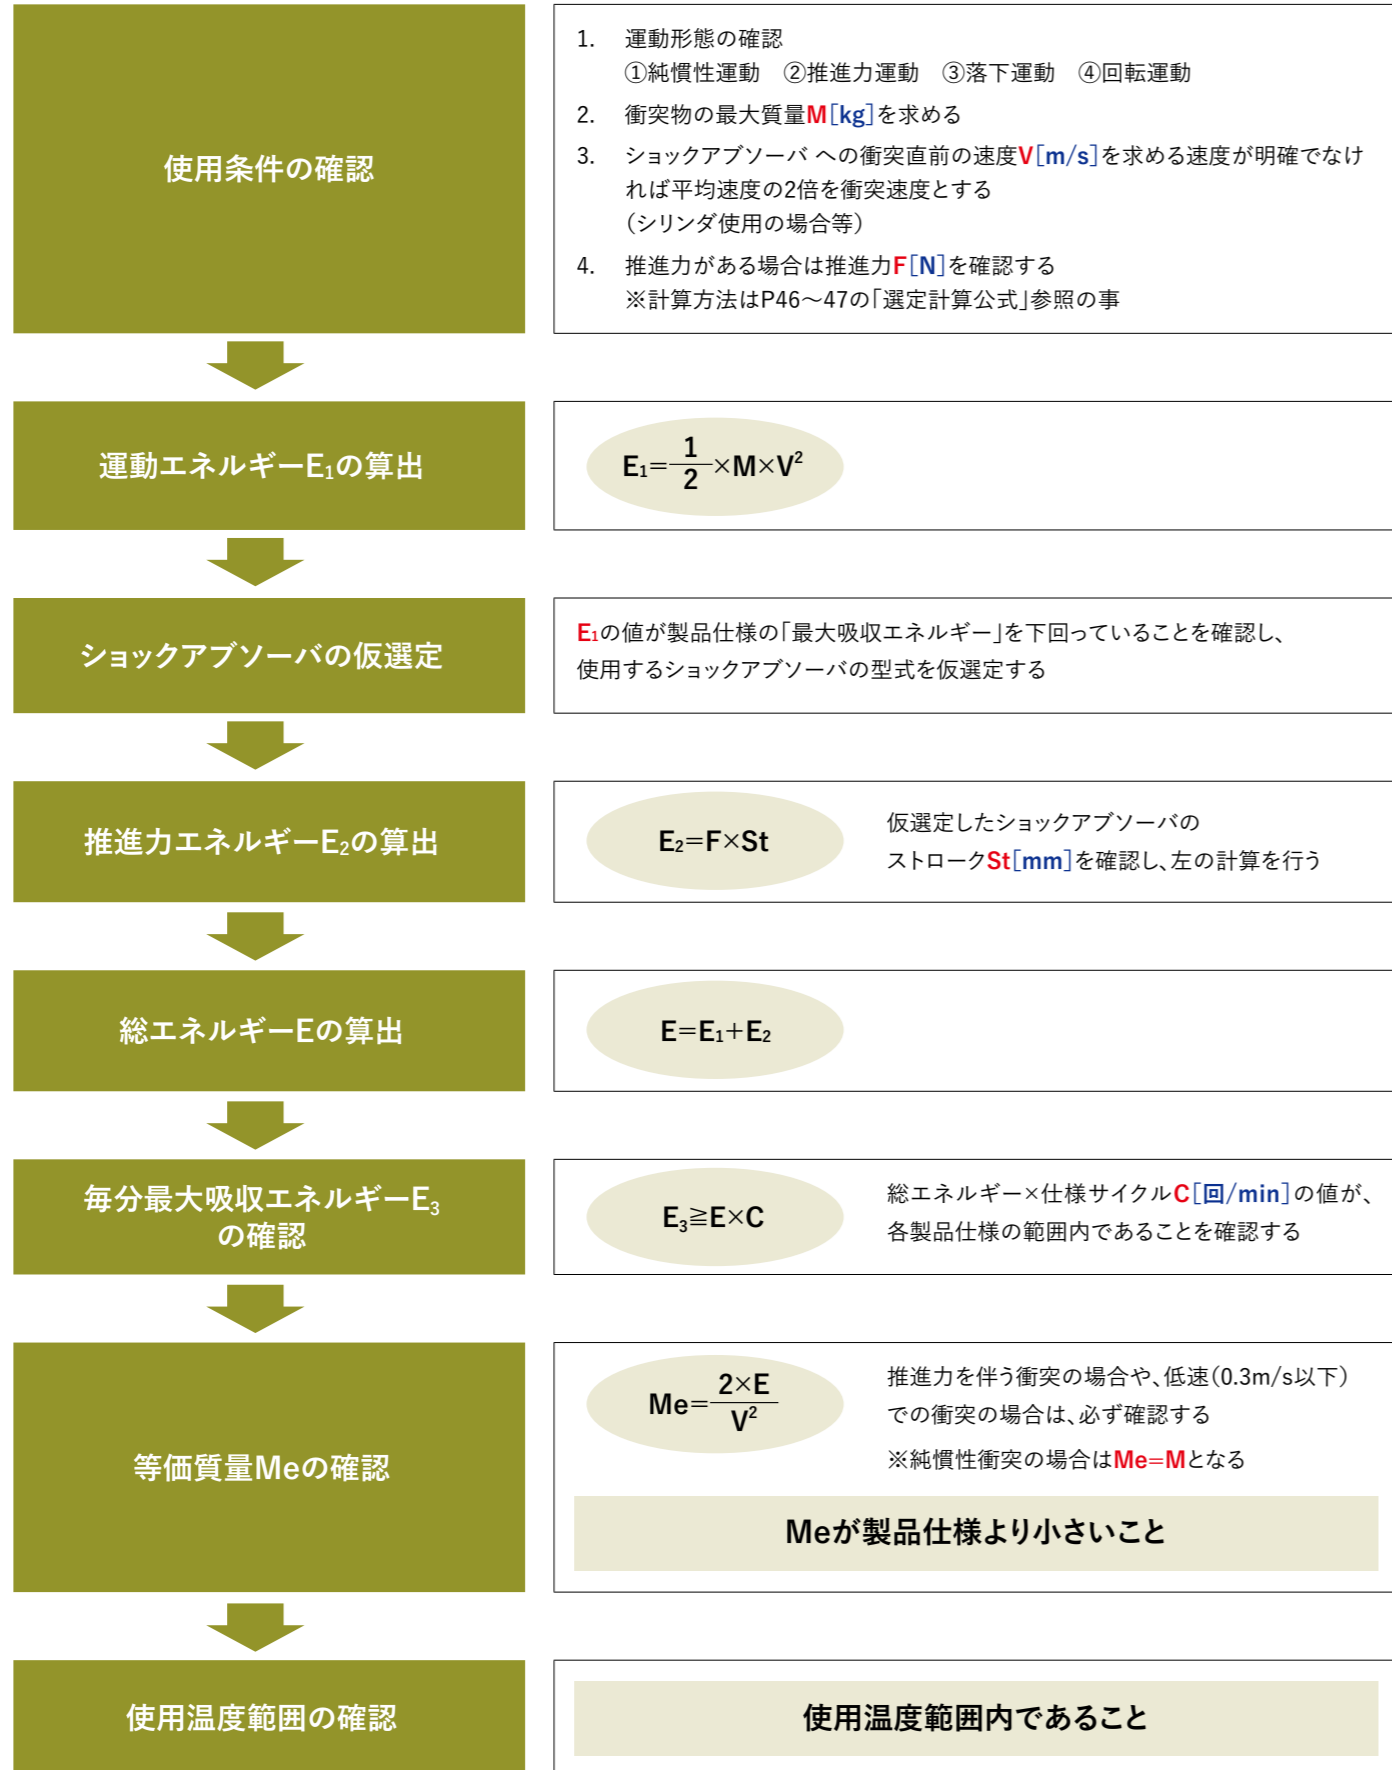 使用条件の確認
1. 運動形態の確認
①純慣性運動 ②推進力運動 ③落下運動 ④回転運動
2. 衝突物の最大質量M[kg]を求める
3. ショックアブソーバ への衝突直前の速度V[m/s]を求める速度が明確でなけ
れば平均速度の2倍を衝突速度とする
（シリンダ使用の場合等）
4. 推進力がある場合は推進力F[N]を確認する
※計算方法はP46～47の「選定計算公式」参照の事
運動エネルギーE₁の算出
E₁=1/2×M×V²
ショックアブソーバの仮選定
E₁の値が製品仕様の「最大吸収エネルギー」を下回っていることを確認し、
使用するショックアブソーバの型式を仮選定する
推進力エネルギーE₂の算出
E₂=F×St
仮選定したショックアブソーバの
ストロークSt[mm]を確認し、左の計算を行う
総エネルギーEの算出
E=E₁+E₂
毎分最大吸収エネルギーE₃
の確認
E₃≧E×C
総エネルギー×仕様サイクルC[回/min]の値が、
各製品仕様の範囲内であることを確認する
等価質量Meの確認
Me=2×E/V²
推進力を伴う衝突の場合や、低速（0.3m/s以下）
での衝突の場合は、必ず確認する
※純慣性衝突の場合はMe=Mとなる
Meが製品仕様より小さいこと
使用温度範囲の確認
使用温度範囲内であること